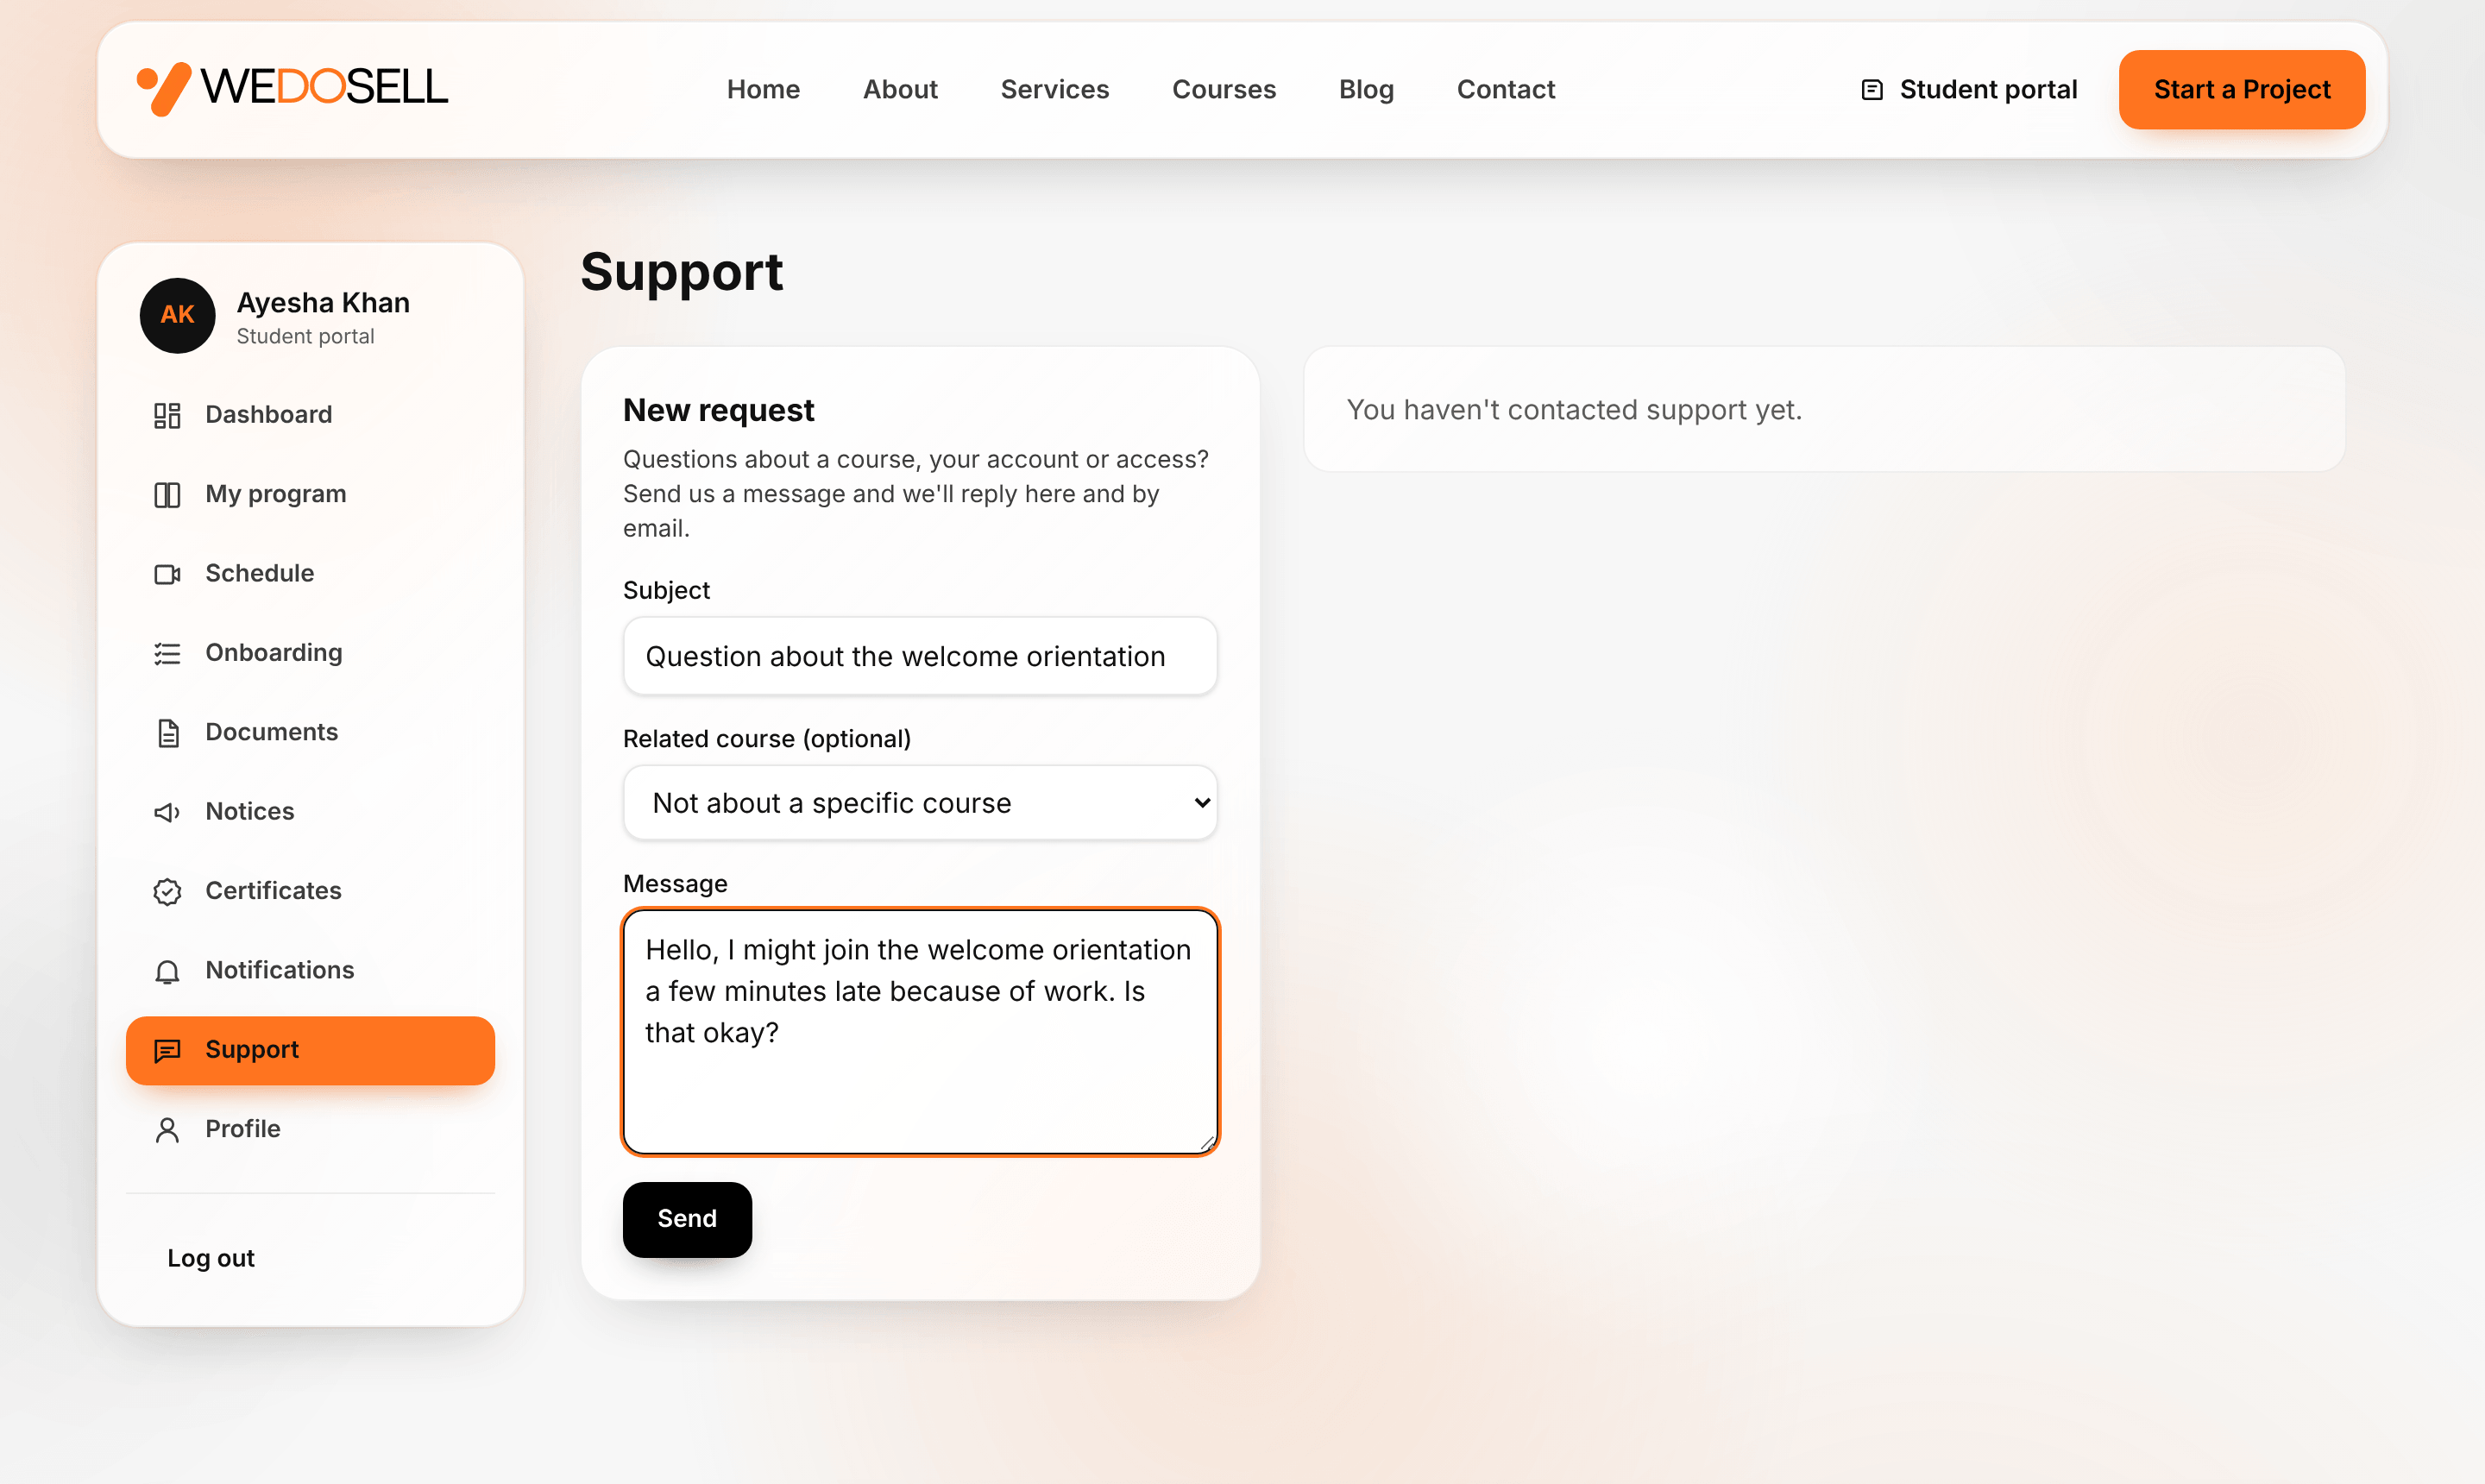 WEDOSELL
Home
About
Services
Courses
Blog
Contact
Student portal
Start a Project
AK
Ayesha Khan
Student portal
Dashboard
My program
Schedule
Onboarding
Documents
Notices
Certificates
Notifications
Support
Profile
Log out
Support
New request
Questions about a course, your account or access?
Send us a message and we'll reply here and by
email.
Subject
Question about the welcome orientation
Related course (optional)
Not about a specific course
Message
Hello, I might join the welcome orientation
a few minutes late because of work. Is
that okay?
Send
You haven't contacted support yet.